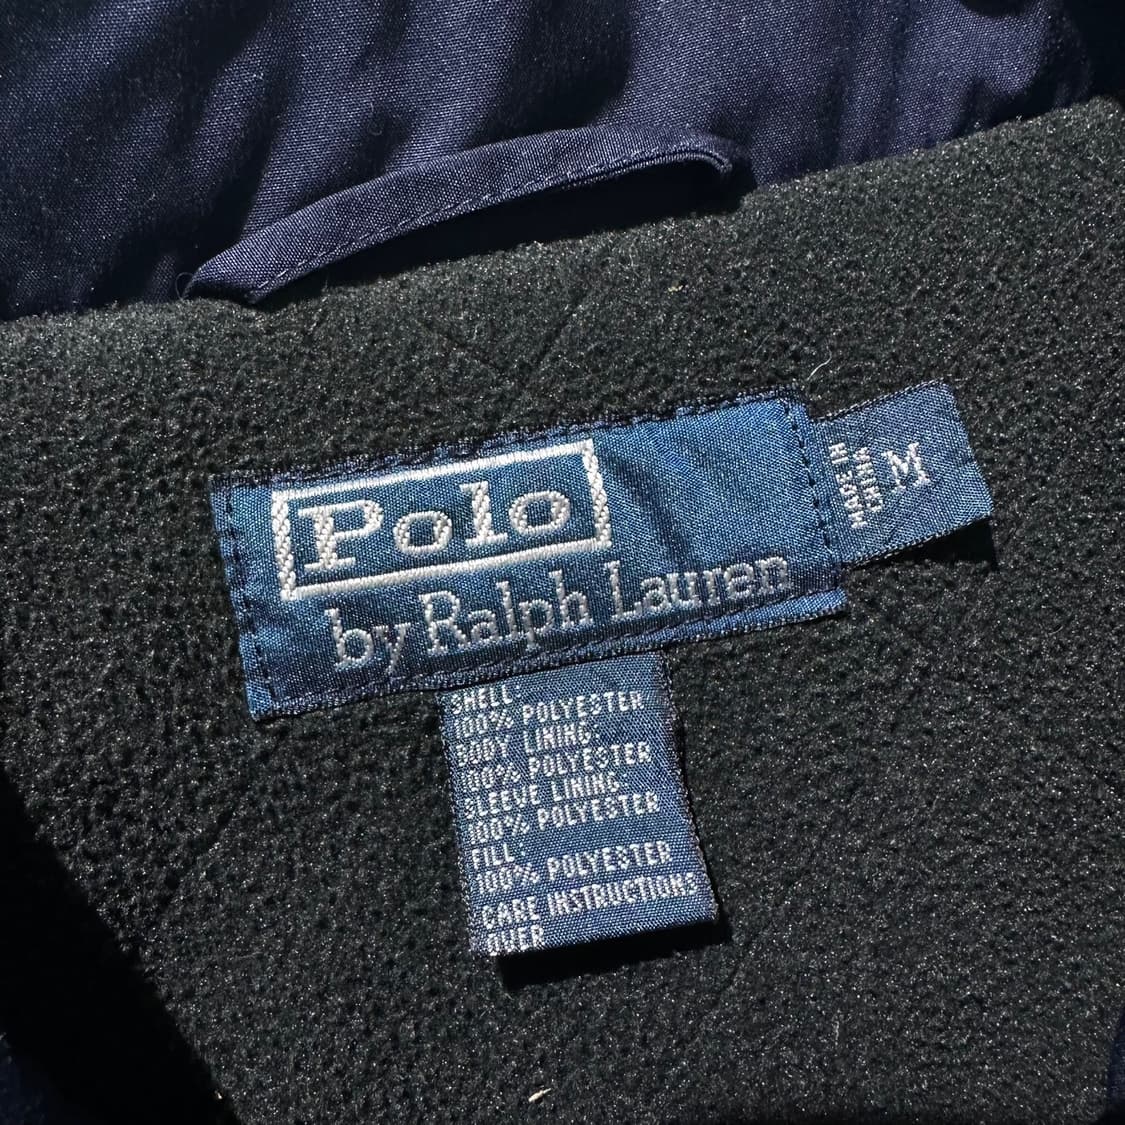 Polo
by Ralph Lauren
MADE IN
CHINA
M
SHELL:
100% POLYESTER
BODY LINING:
100% POLYESTER
SLEEVE LINING:
100% POLYESTER
FILL:
100% POLYESTER
CARE INSTRUCTIONS
OVER